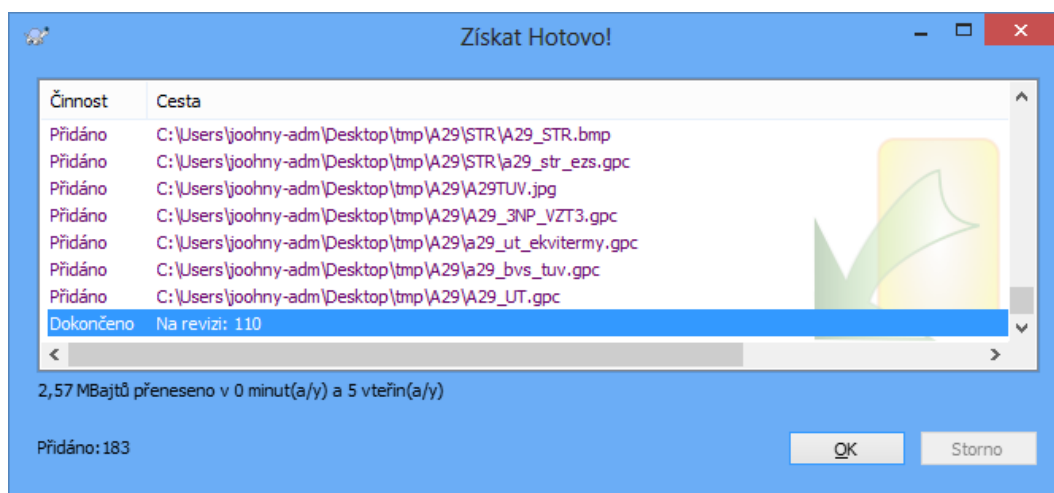 Získat Hotovo!
Činnost Cesta
Přidáno C:\Users\joohny-adm\Desktop\tmp\A29\STR\A29_STR.bmp
Přidáno C:\Users\joohny-adm\Desktop\tmp\A29\STR\a29_str_ezs.gpc
Přidáno C:\Users\joohny-adm\Desktop\tmp\A29\A29TUV.jpg
Přidáno C:\Users\joohny-adm\Desktop\tmp\A29\A29_3NP_VZT3.gpc
Přidáno C:\Users\joohny-adm\Desktop\tmp\A29\a29_ut_ekvitermy.gpc
Přidáno C:\Users\joohny-adm\Desktop\tmp\A29\a29_bvs_tuv.gpc
Přidáno C:\Users\joohny-adm\Desktop\tmp\A29\A29_UT.gpc
Dokončeno Na revizi: 110
2,57 MBajtů přeneseno v 0 minut(a/y) a 5 vteřin(a/y)
Přidáno:183
OK Storno